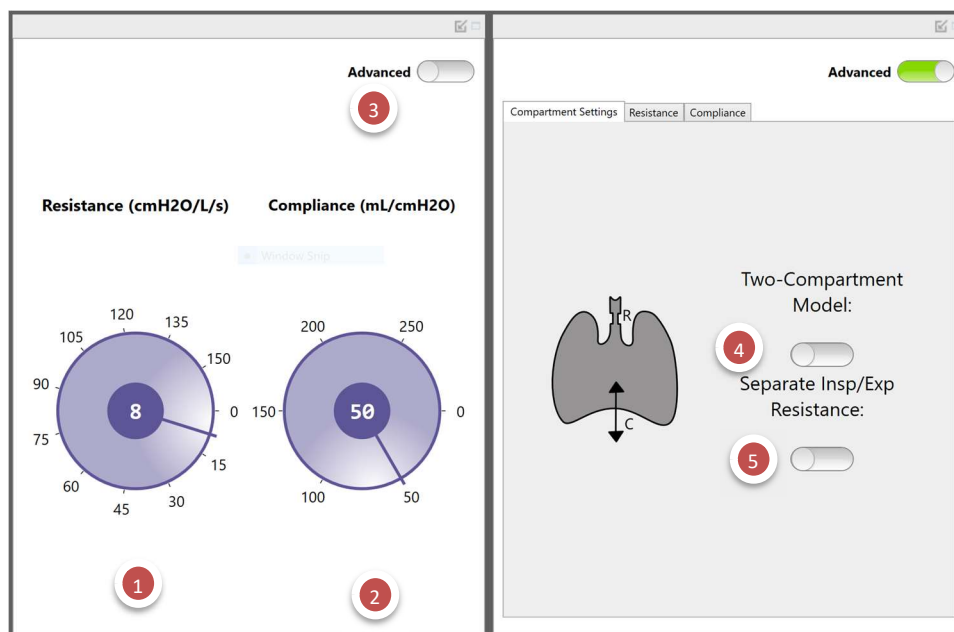 Advanced
3
Resistance (cmH2O/L/s)
Compliance (mL/cmH2O)
Window Snip
120
135
105
150
90
0
8
75
15
60
30
45
200
250
150
0
50
100
50
1
2
Advanced
Compartment Settings
Resistance
Compliance
Two-Compartment
Model:
R
4
Separate Insp/Exp
Resistance:
C
5